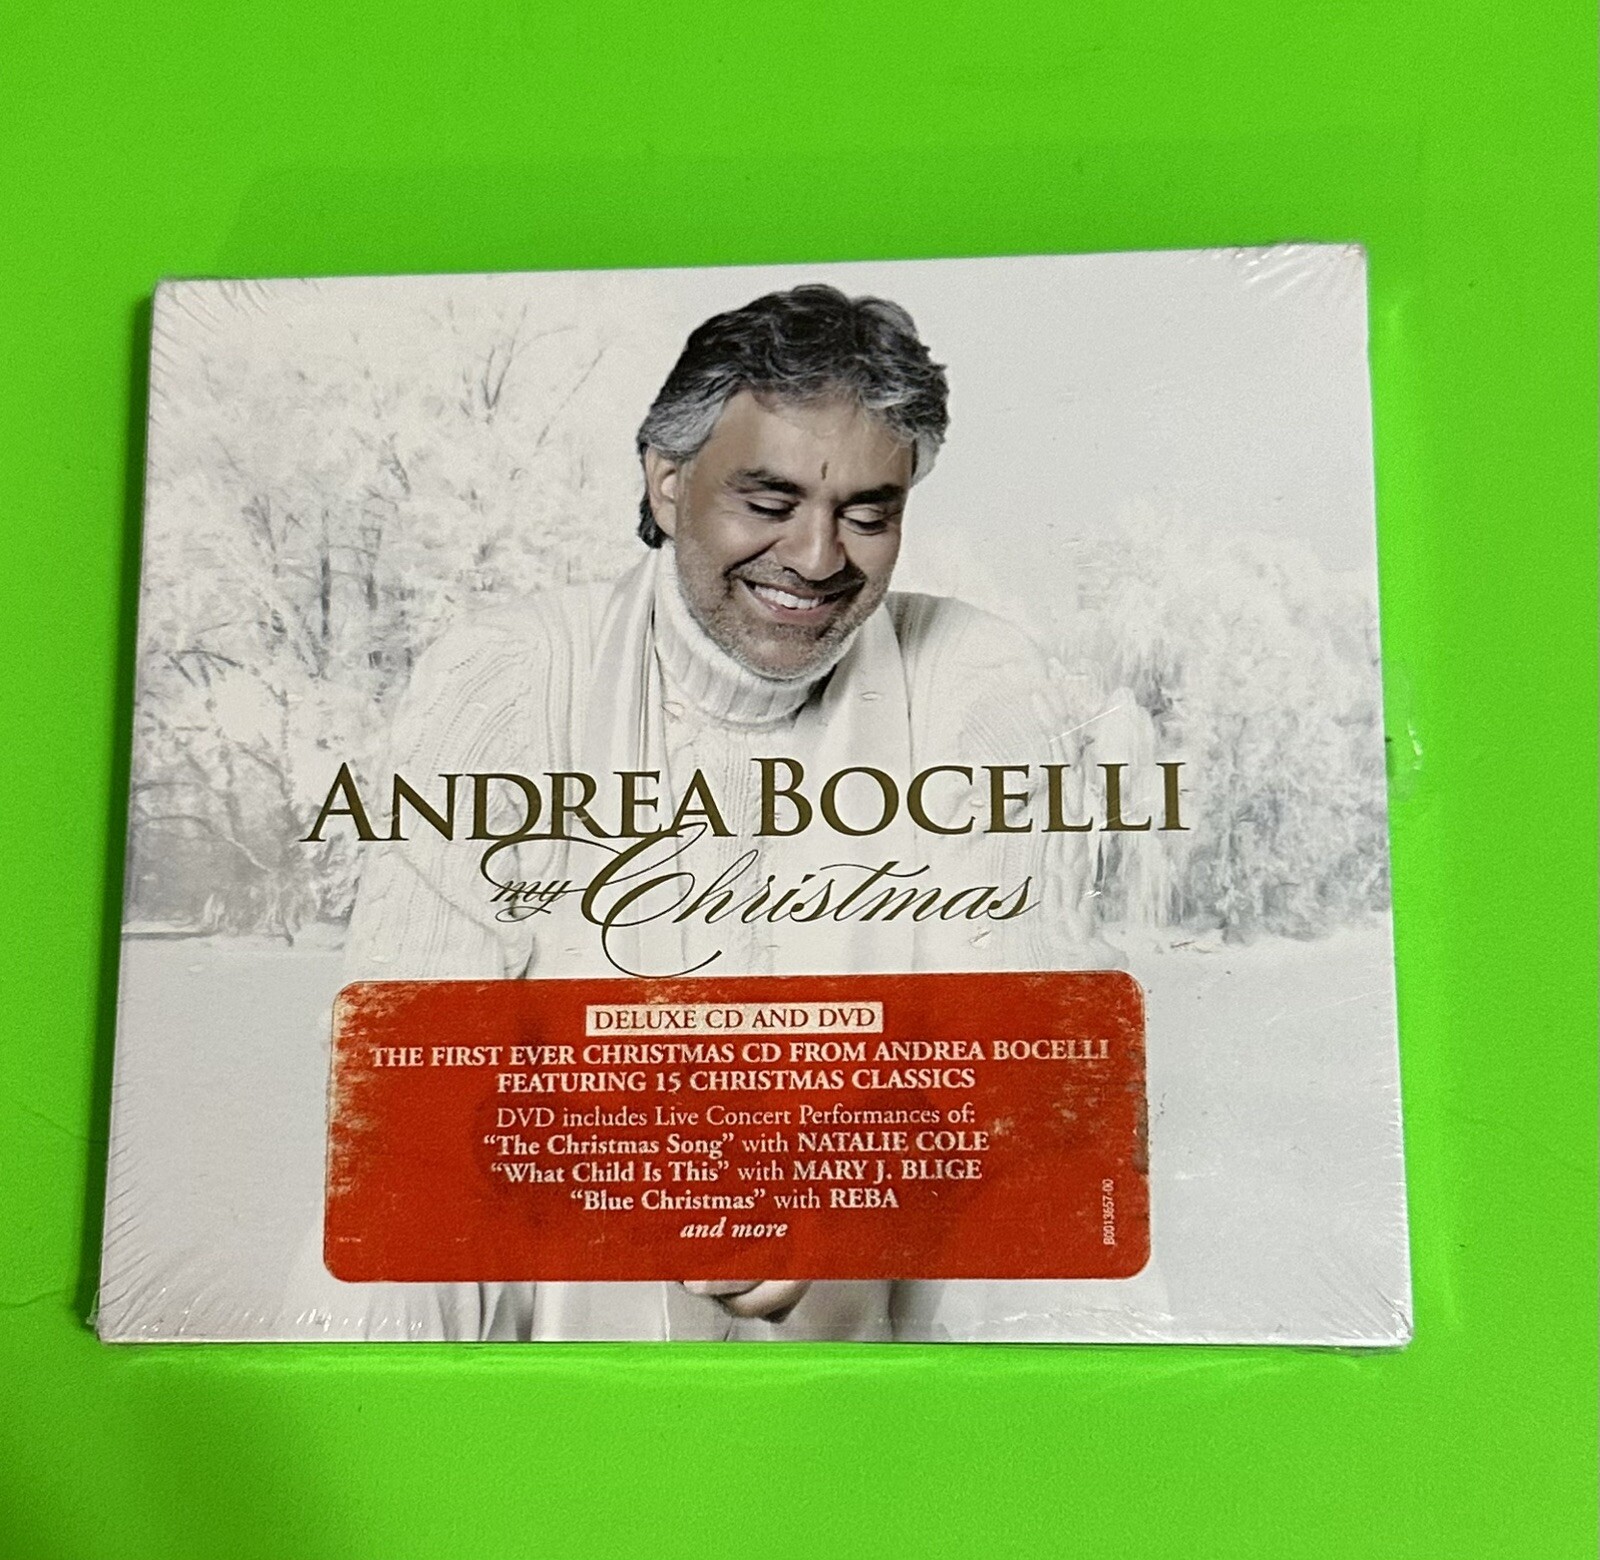 ANDREA BOCELLI
my Christmas
DELUXE CD AND DVD
THE FIRST EVER CHRISTMAS CD FROM ANDREA BOCELLI
FEATURING 15 CHRISTMAS CLASSICS
DVD includes Live Concert Performances of:
“The Christmas Song” with NATALIE COLE
“What Child Is This” with MARY J. BLIGE
“Blue Christmas” with REBA
and more
B0013657-00